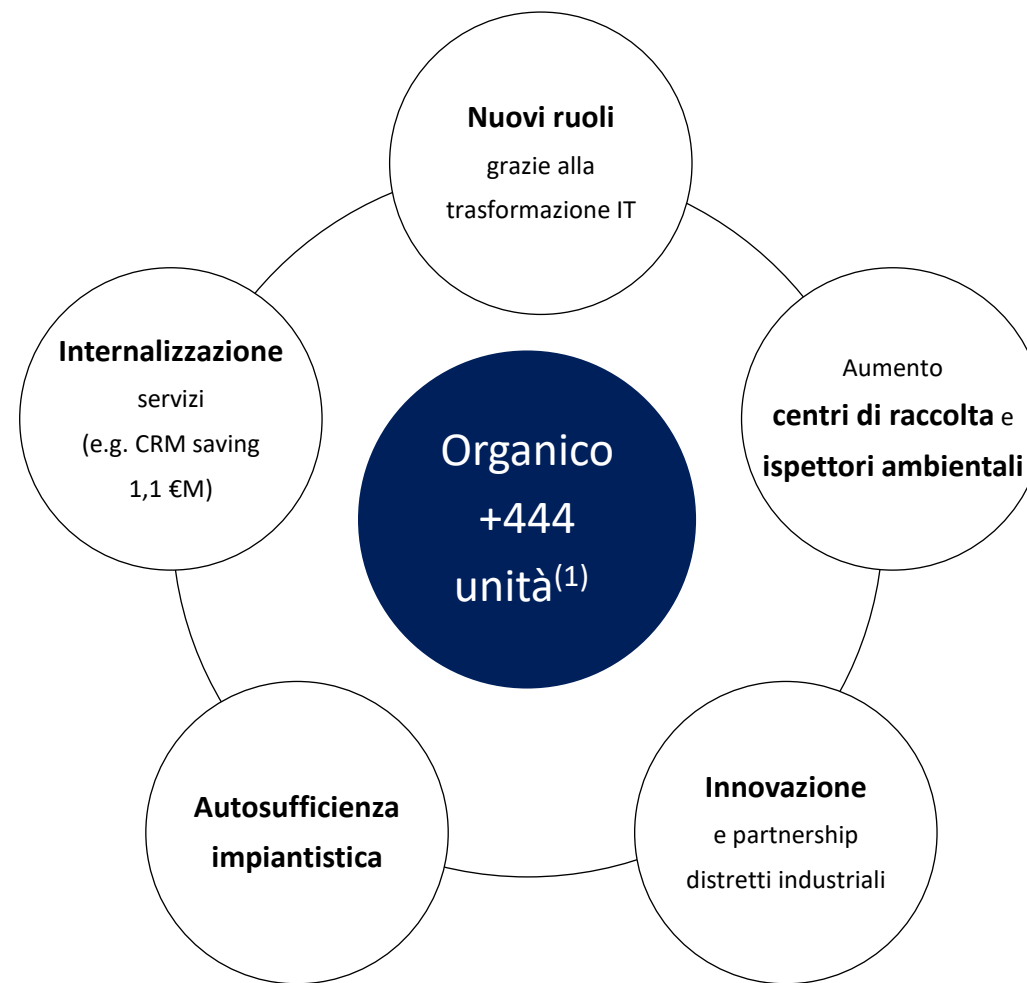 Nuovi ruoli
grazie alla
trasformazione IT
Internalizzazione
servizi
(e.g. CRM saving
1,1 €M)
Aumento
centri di raccolta e
ispettori ambientali
Organico
+444
unità(1)
Autosufficienza
impiantistica
Innovazione
e partnership
distretti industriali